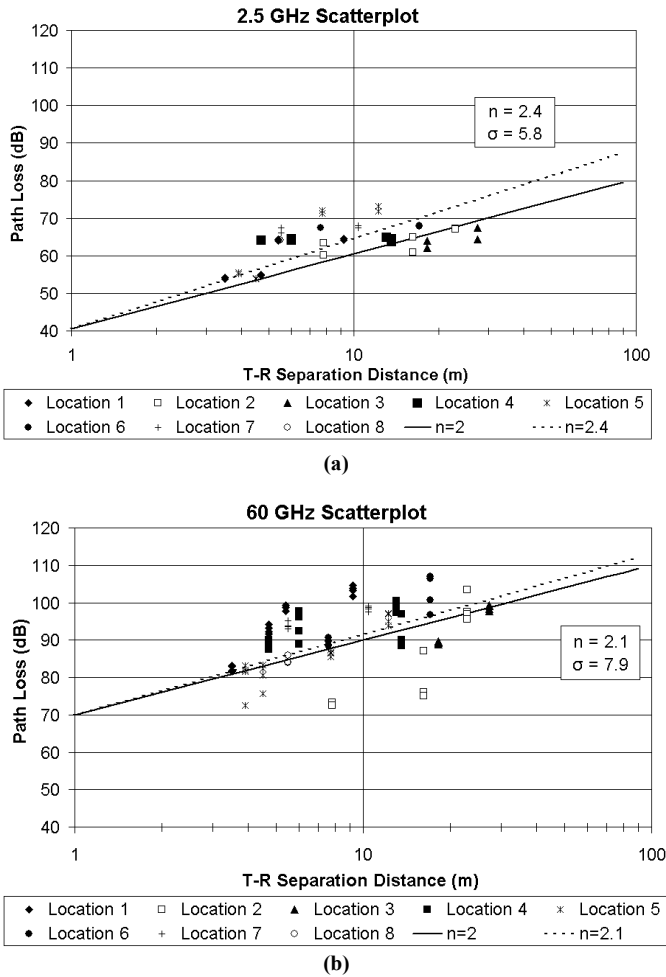 2.5 GHz Scatterplot
120
110
100
90
80
70
60
50
40
Path Loss (dB)
n = 2.4
σ = 5.8
1
10
100
T-R Separation Distance (m)
Location 1 Location 2 Location 3 Location 4 Location 5
Location 6 Location 7 Location 8 n=2 n=2.4
(a)
60 GHz Scatterplot
120
110
100
90
80
70
60
50
40
Path Loss (dB)
n = 2.1
σ = 7.9
1
10
100
T-R Separation Distance (m)
Location 1 Location 2 Location 3 Location 4 Location 5
Location 6 Location 7 Location 8 n=2 n=2.1
(b)